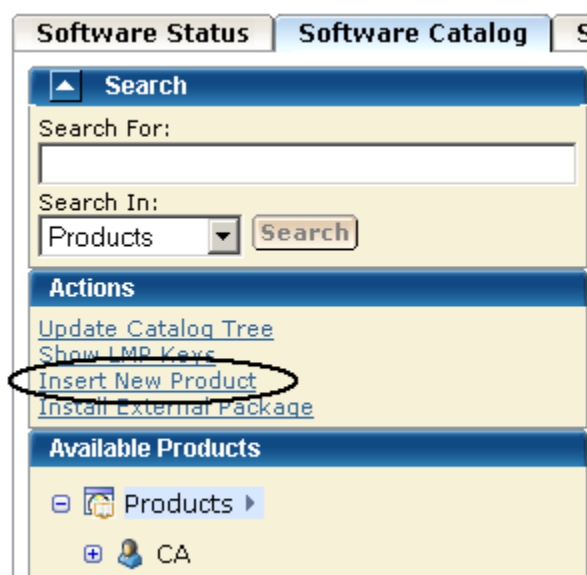 Software Status Software Catalog S
Search
Search For:
Search In:
Products Search
Actions
Update Catalog Tree
Show LMP Keys
Insert New Product
Install External Package
Available Products
Products
CA